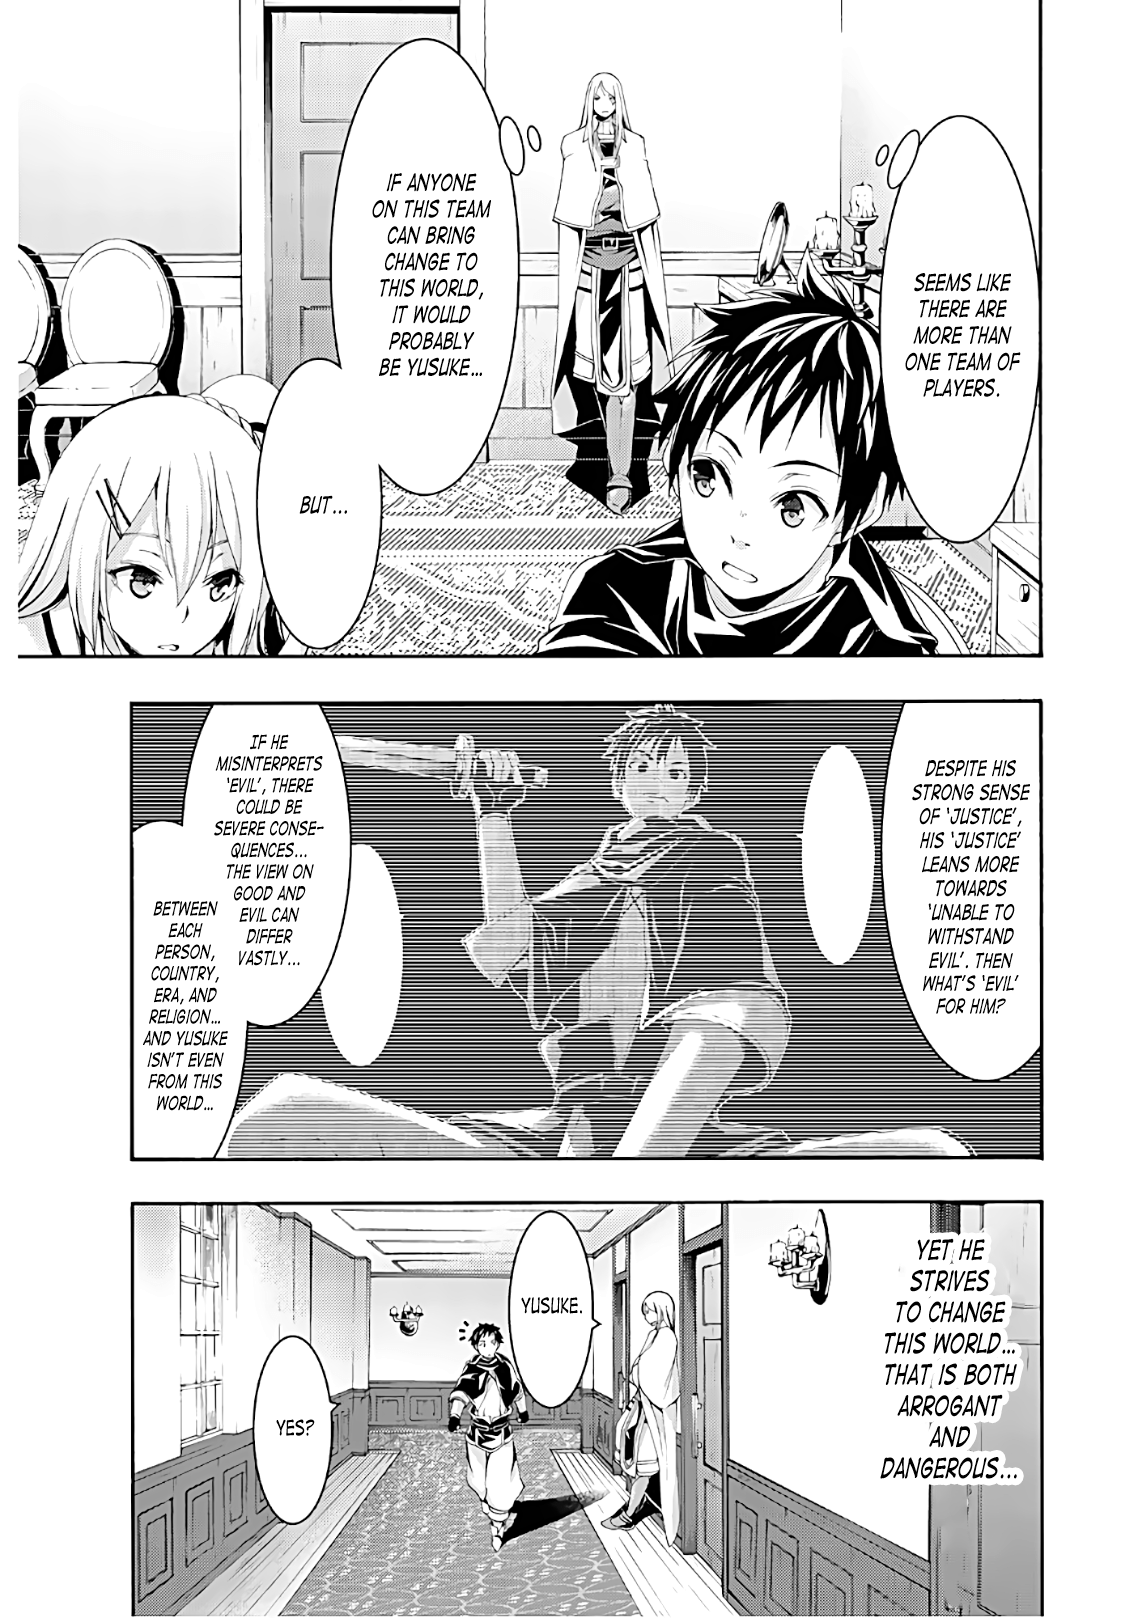 SEEMS LIKE
THERE ARE
MORE THAN
ONE TEAM OF
PLAYERS.
IF ANYONE
ON THIS TEAM
CAN BRING
CHANGE TO
THIS WORLD,
IT WOULD
PROBABLY
BE YUSUKE...
BUT...
DESPITE HIS
STRONG SENSE
OF 'JUSTICE',
HIS 'JUSTICE'
LEANS MORE
TOWARDS
'UNABLE TO
WITHSTAND
EVIL'. THEN
WHAT'S 'EVIL'
FOR HIM?
IF HE
MISINTERPRETS
'EVIL', THERE
COULD BE
SEVERE CONSE-
QUENCES...
THE VIEW ON
GOOD AND
EVIL CAN
DIFFER
VASTLY...
BETWEEN
EACH
PERSON,
COUNTRY,
ERA, AND
RELIGION...
AND YUSUKE
ISN'T EVEN
FROM THIS
WORLD...
YET HE
STRIVES
TO CHANGE
THIS WORLD...
THAT IS BOTH
ARROGANT
AND
DANGEROUS...
YUSUKE.
YES?